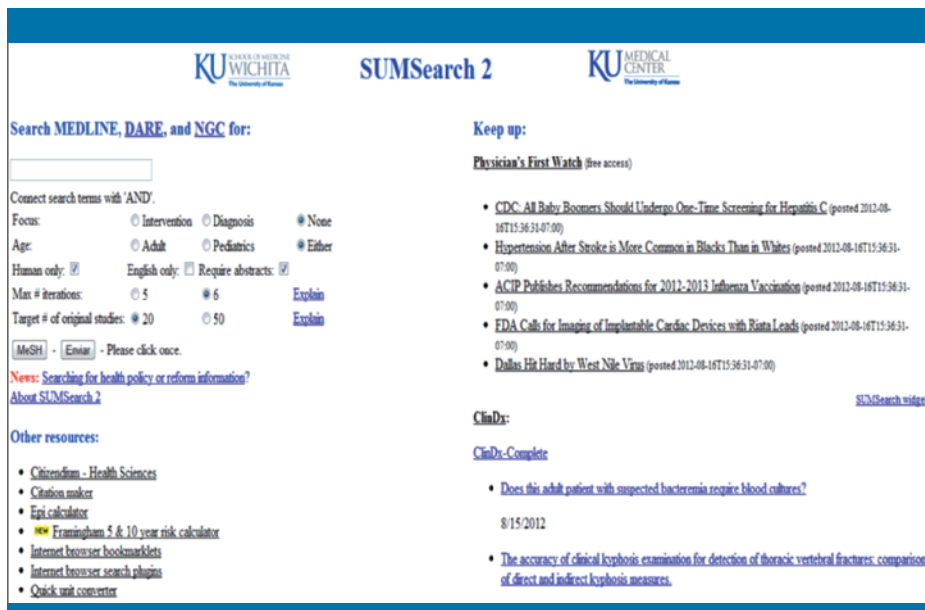 KU SCHOOL OF MEDICINE
WICHITA
The University of Kansas
SUMSearch 2
KU MEDICAL
CENTER
The University of Kansas
Search MEDLINE, DARE, and NGC for:
Connect search terms with 'AND'.
Focus: Intervention Diagnosis None
Age: Adult Pediatrics Either
Human only: English only: Require abstracts:
Max # iterations: 5 6 Explain
Target # of original studies: 20 50 Explain
MeSH - Enviar - Please click once.
News: Searching for health policy or reform information?
About SUMSearch 2
Other resources:
Citizendium - Health Sciences
Citation maker
Epi calculator
NEW Framingham 5 & 10 year risk calculator
Internet browser bookmarklets
Internet browser search plugins
Quick unit converter
Keep up:
Physician's First Watch (free access)
CDC: All Baby Boomers Should Undergo One-Time Screening for Hepatitis C (posted 2012-08-
16T15:36:31-07:00)
Hypertension After Stroke is More Common in Blacks Than in Whites (posted 2012-08-16T15:36:31-
07:00)
ACIP Publishes Recommendations for 2012-2013 Influenza Vaccination (posted 2012-08-16T15:36:31-
07:00)
FDA Calls for Imaging of Implantable Cardiac Devices with Riata Leads (posted 2012-08-16T15:36:31-
07:00)
Dallas Hit Hard by West Nile Virus (posted 2012-08-16T15:36:31-07:00)
SUMSearch widge
ClinDx:
ClinDx-Complete
Does this adult patient with suspected bacteremia require blood cultures?
8/15/2012
The accuracy of clinical kyphosis examination for detection of thoracic vertebral fractures: comparison
of direct and indirect kyphosis measures.